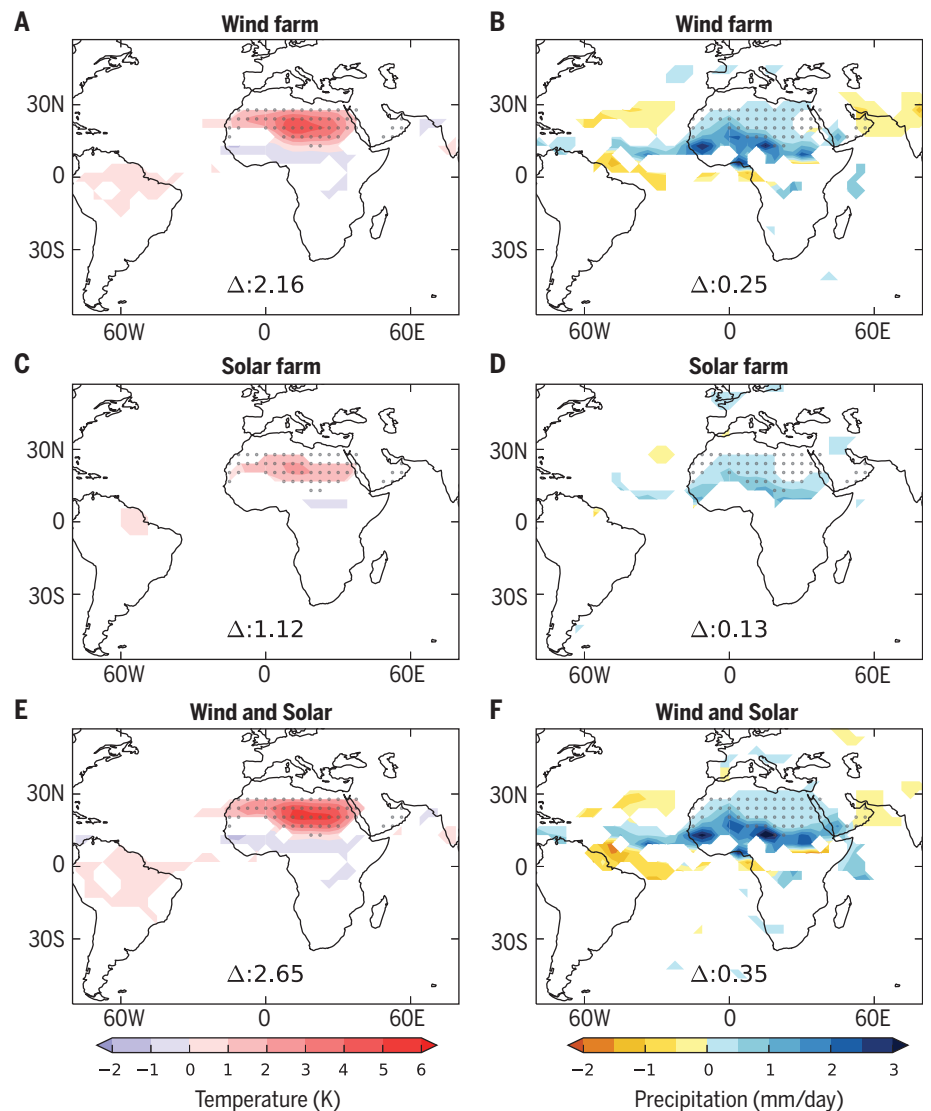 A Wind farm
30N
0
30S
Δ:2.16
60W 0 60E
B Wind farm
30N
0
30S
Δ:0.25
60W 0 60E
C Solar farm
30N
0
30S
Δ:1.12
60W 0 60E
D Solar farm
30N
0
30S
Δ:0.13
60W 0 60E
E Wind and Solar
30N
0
30S
Δ:2.65
60W 0 60E
F Wind and Solar
30N
0
30S
Δ:0.35
60W 0 60E
−2 −1 0 1 2 3 4 5 6
Temperature (K)
−2 −1 0 1 2 3
Precipitation (mm/day)